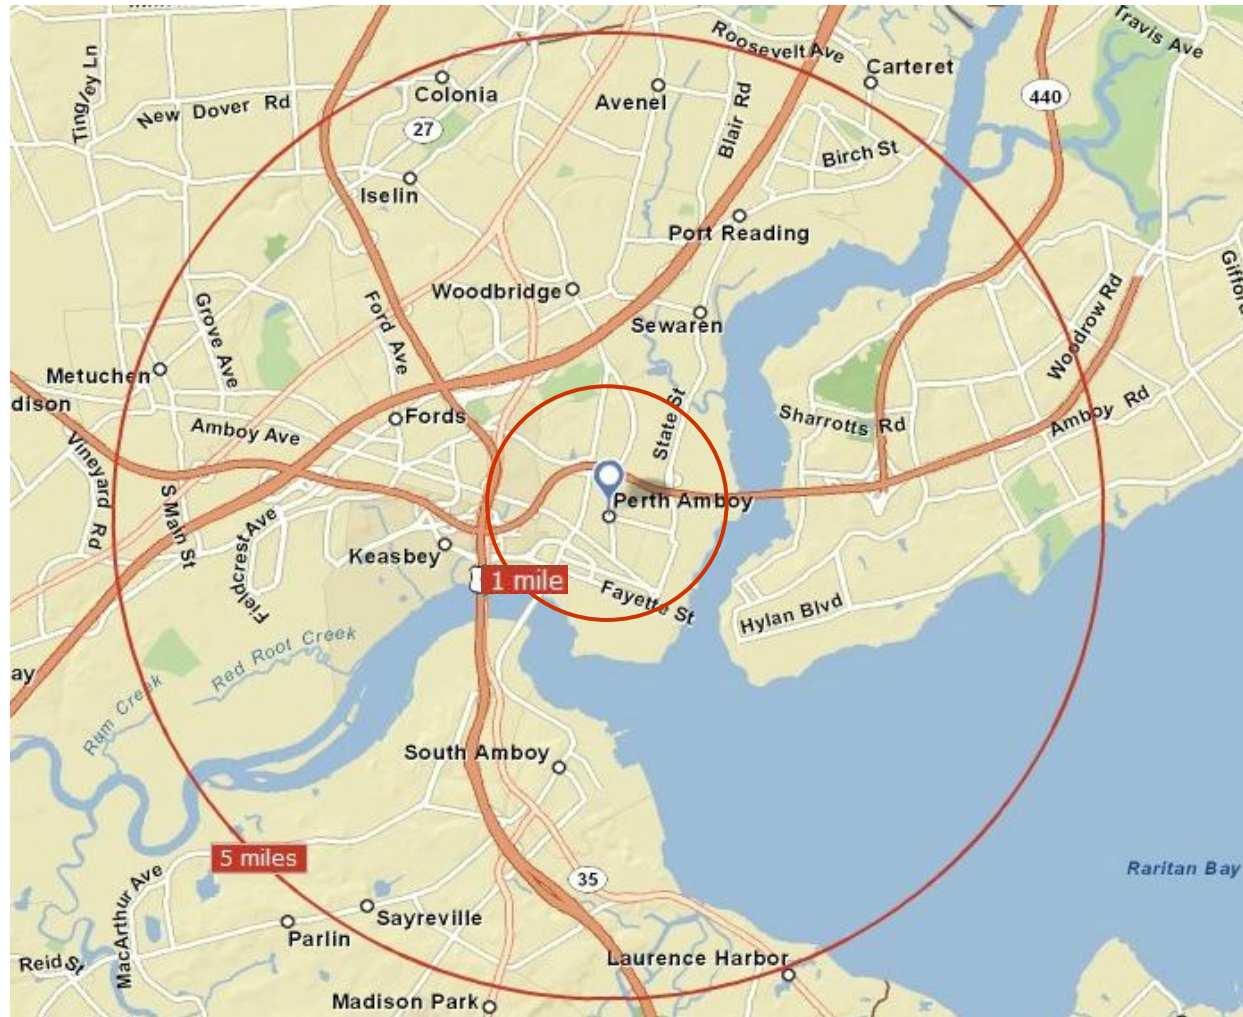 Travis Ave
Roosevelt Ave
Carteret
Tingley Ln
Colonia
Avenel
440
New Dover Rd
27
Blair Rd
Birch St
Iselin
Port Reading
Woodbridge
Sewaren
Grove Ave
Ford Ave
Woodrow Rd
Metuchen
dison
Fords
State St
Sharrotts Rd
Amboy Rd
Amboy Ave
Vineyard Rd
S Main St
Perth Amboy
Fieldcrest Ave
Keasbey
1 mile
Fayette St
Hylan Blvd
Red Root Creek
ay
Rum Creek
South Amboy
5 miles
35
Raritan Bay
MacArthur Ave
Sayreville
Parlin
Reid St
Laurence Harbor
Madison Park